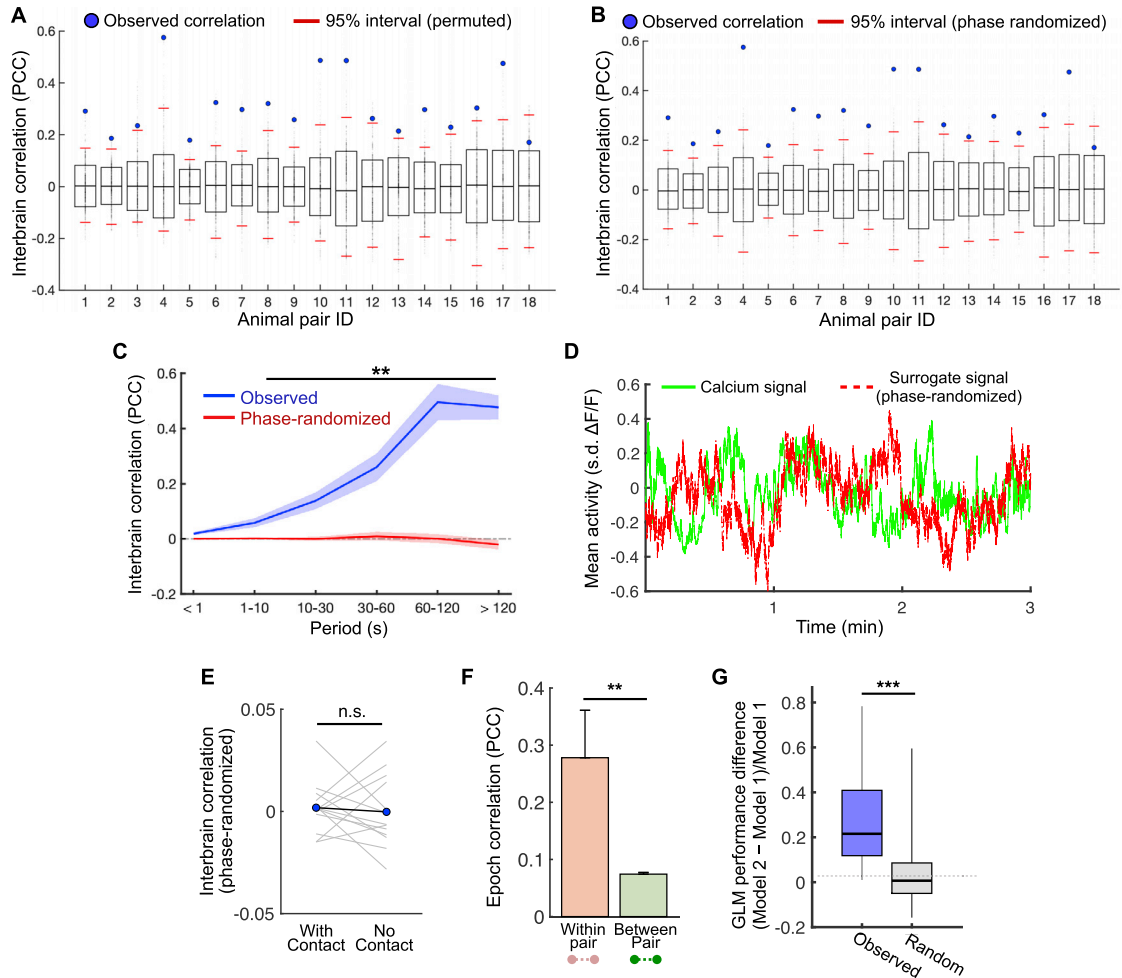 A
Observed correlation
95% interval (permuted)
Interbrain correlation (PCC)
0.6
0.4
0.2
0
-0.2
-0.4
1 2 3 4 5 6 7 8 9 10 11 12 13 14 15 16 17 18
Animal pair ID
B
Observed correlation
95% interval (phase randomized)
Interbrain correlation (PCC)
0.6
0.4
0.2
0
-0.2
-0.4
1 2 3 4 5 6 7 8 9 10 11 12 13 14 15 16 17 18
Animal pair ID
C
Interbrain correlation (PCC)
0.6
0.4
0.2
0
-0.2
**
Observed
Phase-randomized
< 1 1-10 10-30 30-60 60-120 > 120
Period (s)
D
Calcium signal
Surrogate signal
(phase-randomized)
Mean activity (s.d. ΔF/F)
0.6
0.4
0.2
0
-0.2
-0.4
-0.6
1 2 3
Time (min)
E
Interbrain correlation
(phase-randomized)
0.05
0
-0.05
n.s.
With
Contact
No
Contact
F
Epoch correlation (PCC)
0.4
0.3
0.2
0.1
0
**
Within
pair
Between
Pair
G
GLM performance difference
(Model 2 − Model 1)/Model 1
0.8
0.6
0.4
0.2
0
-0.2
***
Observed
Random